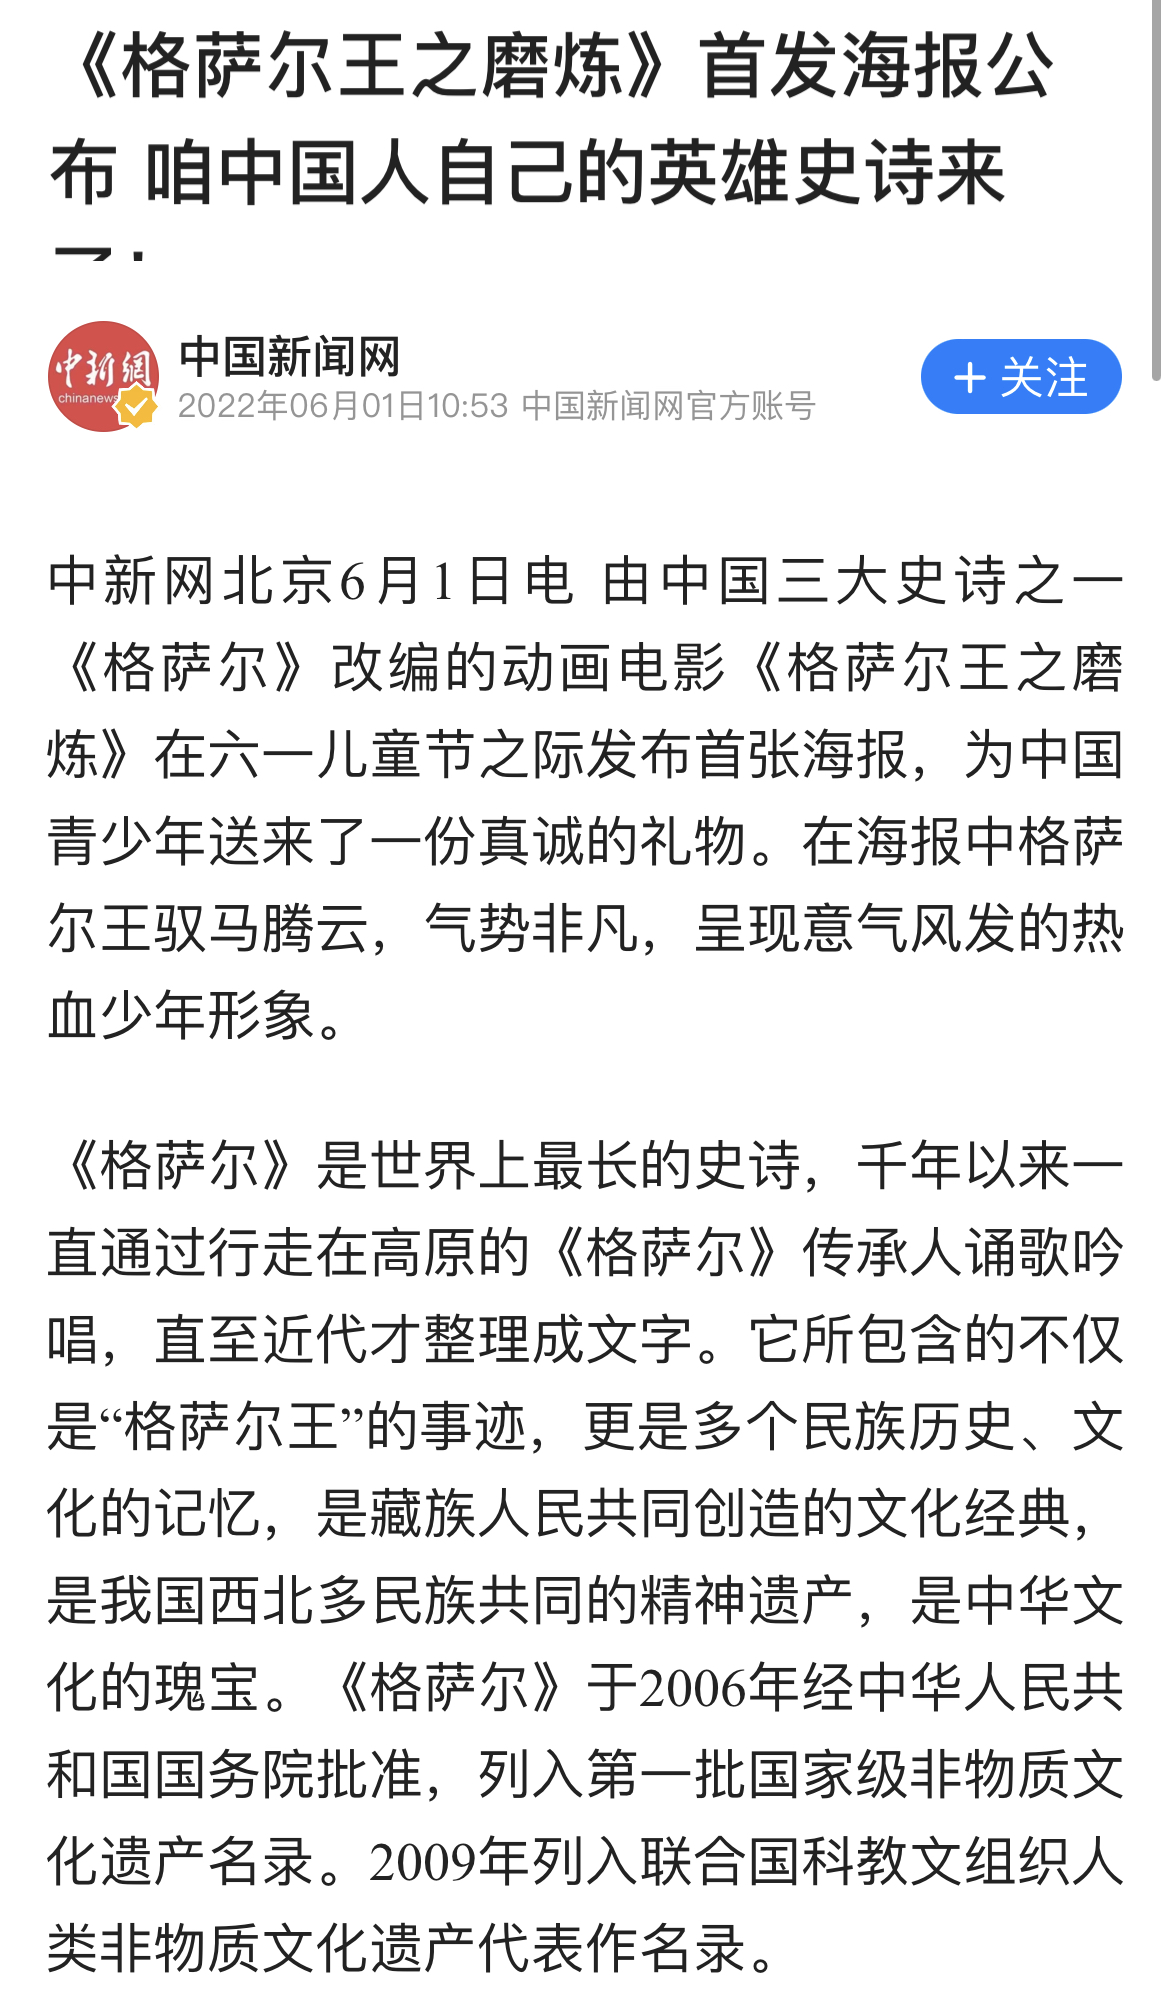 《格萨尔王之磨炼》首发海报公
布 咱中国人自己的英雄史诗来
中新網
chinanews
中国新闻网
2022年06月01日10:53 中国新闻网官方账号
+ 关注
中新网北京6月1日电 由中国三大史诗之一
《格萨尔》改编的动画电影《格萨尔王之磨
炼》在六一儿童节之际发布首张海报，为中国
青少年送来了一份真诚的礼物。在海报中格萨
尔王驭马腾云，气势非凡，呈现意气风发的热
血少年形象。
《格萨尔》是世界上最长的史诗，千年以来一
直通过行走在高原的《格萨尔》传承人诵歌吟
唱，直至近代才整理成文字。它所包含的不仅
是“格萨尔王”的事迹，更是多个民族历史、文
化的记忆，是藏族人民共同创造的文化经典，
是我国西北多民族共同的精神遗产，是中华文
化的瑰宝。《格萨尔》于2006年经中华人民共
和国国务院批准，列入第一批国家级非物质文
化遗产名录。2009年列入联合国科教文组织人
类非物质文化遗产代表作名录。